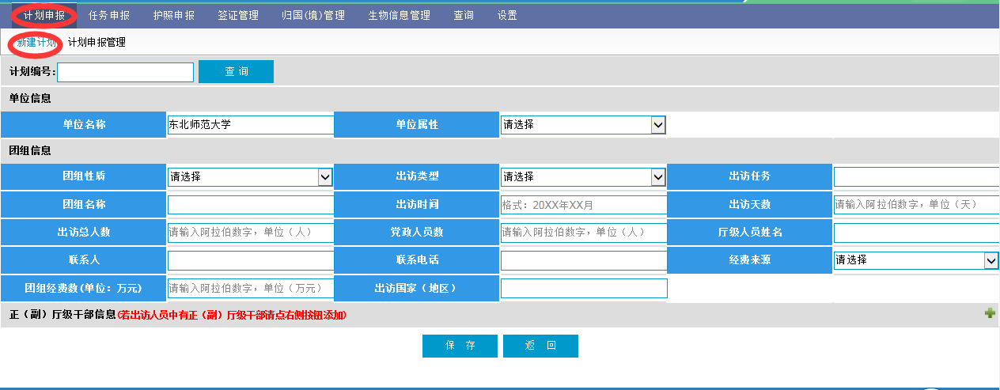 计划申报 任务申报 护照申报 签证管理 归国(境)管理 生物信息管理 查询 设置
新建计划 计划申报管理
计划编号: 查 询
单位信息
单位名称 东北师范大学 单位属性 请选择
团组信息
团组性质 请选择 出访类型 请选择 出访任务
团组名称 出访时间 格式：20XX年XX月 出访天数 请输入阿拉伯数字，单位（天）
出访总人数 请输入阿拉伯数字，单位（人） 党政人员数 请输入阿拉伯数字，单位（人） 厅级人员姓名
联系人 联系电话 经费来源 请选择
团组经费数(单位：万元) 请输入阿拉伯数字，单位（万元） 出访国家（地区）
正（副）厅级干部信息(若出访人员中有正（副）厅级干部请点右侧按钮添加)
保 存 返 回